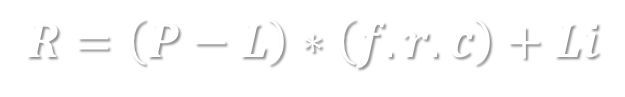 R = (P − L) * (f.r.c) + Li